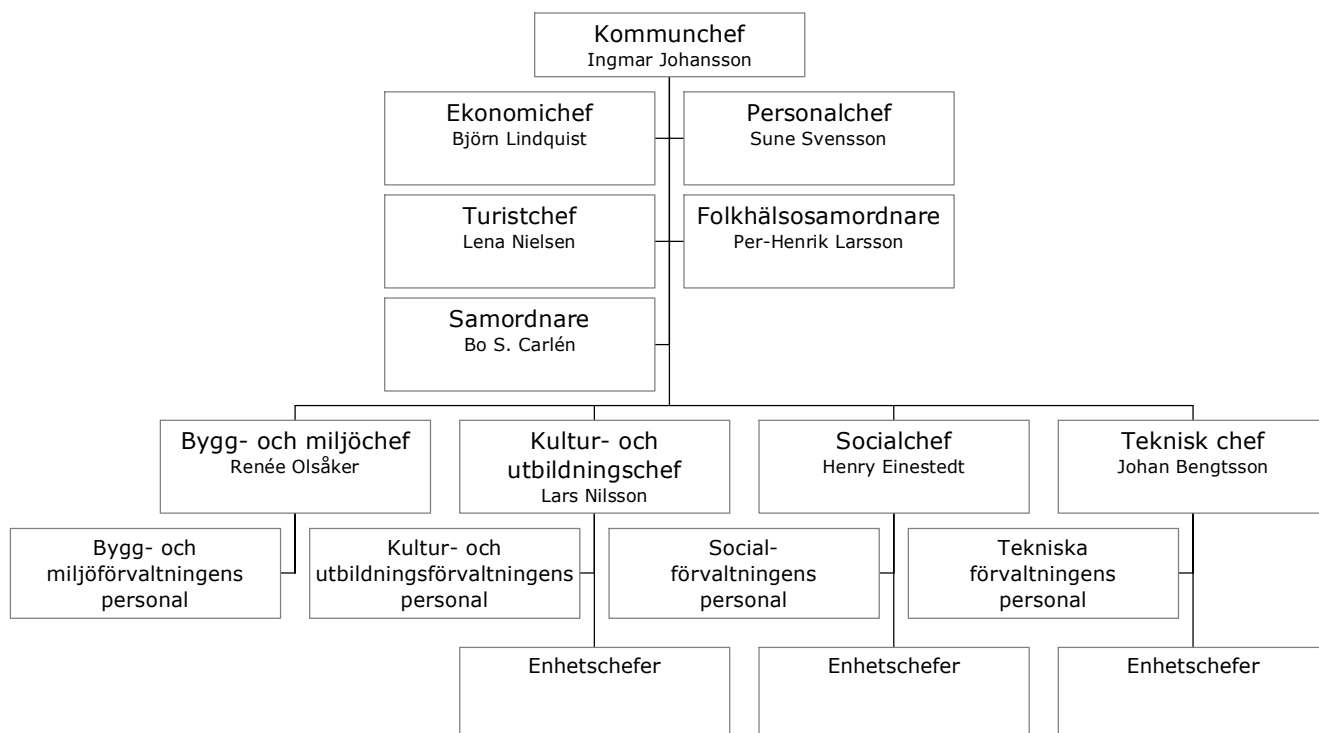 Kommunchef
Ingmar Johansson
Ekonomichef
Björn Lindquist
Personalchef
Sune Svensson
Turistchef
Lena Nielsen
Folkhälsosamordnare
Per-Henrik Larsson
Samordnare
Bo S. Carlén
Bygg- och miljöchef
Renée Olsåker
Kultur- och
utbildningschef
Lars Nilsson
Socialchef
Henry Einestedt
Teknisk chef
Johan Bengtsson
Bygg- och
miljöförvaltningens
personal
Kultur- och
utbildningsförvaltningens
personal
Social-
förvaltningens
personal
Tekniska
förvaltningens
personal
Enhetschefer
Enhetschefer
Enhetschefer